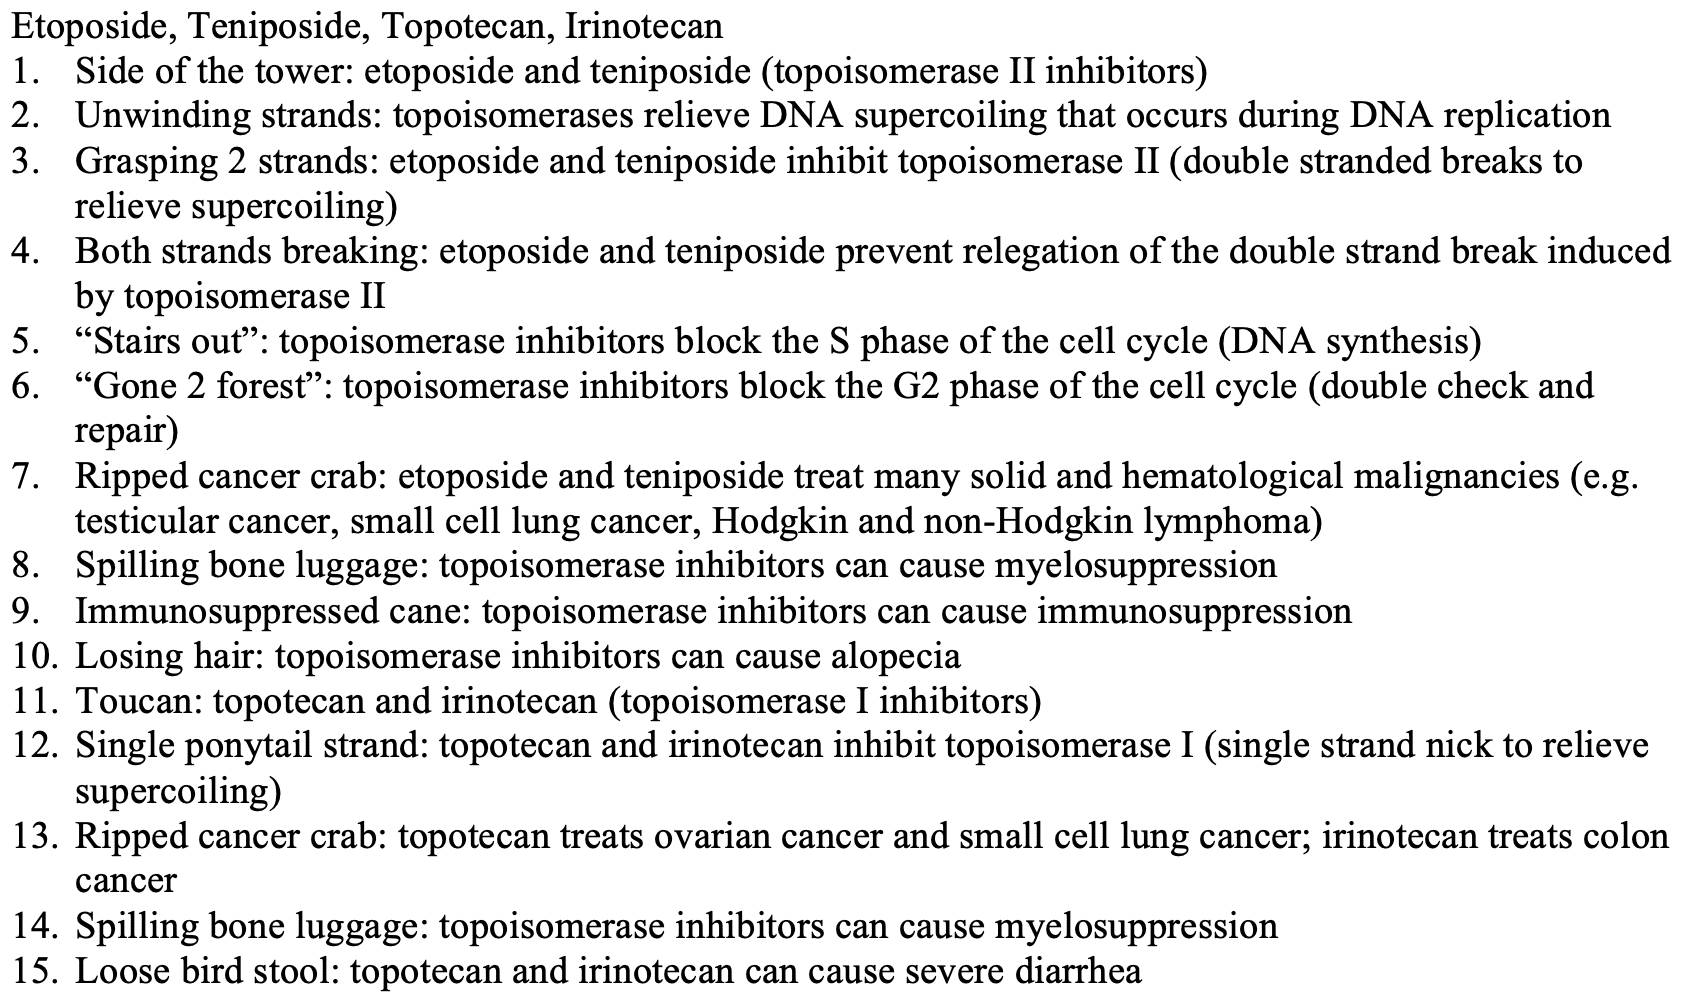 Etoposide, Teniposide, Topotecan, Irinotecan
1. Side of the tower: etoposide and teniposide (topoisomerase II inhibitors)
2. Unwinding strands: topoisomerases relieve DNA supercoiling that occurs during DNA replication
3. Grasping 2 strands: etoposide and teniposide inhibit topoisomerase II (double stranded breaks to
relieve supercoiling)
4. Both strands breaking: etoposide and teniposide prevent relegation of the double strand break induced
by topoisomerase II
5. “Stairs out”: topoisomerase inhibitors block the S phase of the cell cycle (DNA synthesis)
6. “Gone 2 forest”: topoisomerase inhibitors block the G2 phase of the cell cycle (double check and
repair)
7. Ripped cancer crab: etoposide and teniposide treat many solid and hematological malignancies (e.g.
testicular cancer, small cell lung cancer, Hodgkin and non-Hodgkin lymphoma)
8. Spilling bone luggage: topoisomerase inhibitors can cause myelosuppression
9. Immunosuppressed cane: topoisomerase inhibitors can cause immunosuppression
10. Losing hair: topoisomerase inhibitors can cause alopecia
11. Toucan: topotecan and irinotecan (topoisomerase I inhibitors)
12. Single ponytail strand: topotecan and irinotecan inhibit topoisomerase I (single strand nick to relieve
supercoiling)
13. Ripped cancer crab: topotecan treats ovarian cancer and small cell lung cancer; irinotecan treats colon
cancer
14. Spilling bone luggage: topoisomerase inhibitors can cause myelosuppression
15. Loose bird stool: topotecan and irinotecan can cause severe diarrhea